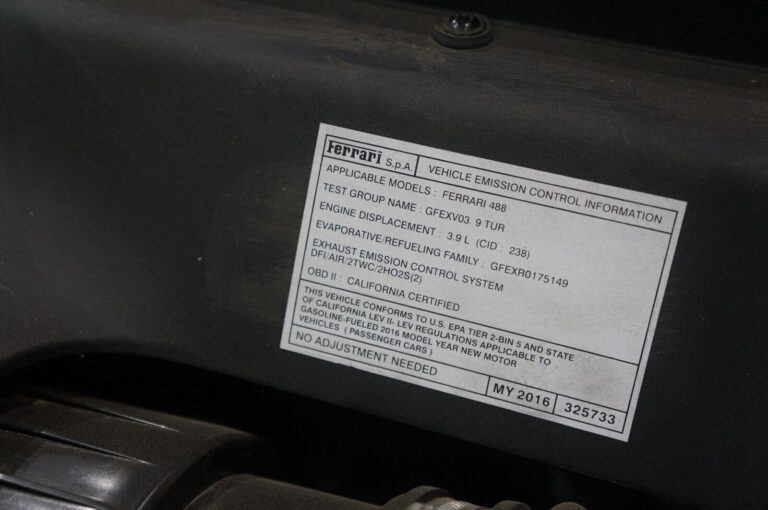 Ferrari S.p.A. VEHICLE EMISSION CONTROL INFORMATION
APPLICABLE MODELS : FERRARI 488
TEST GROUP NAME : GFEXV03. 9 TUR
ENGINE DISPLACEMENT : 3.9 L (CID : 238)
EVAPORATIVE/REFUELING FAMILY : GFEXR0175149
EXHAUST EMISSION CONTROL SYSTEM
DFI/AIR/2TWC/2HO2S(2)
OBD II : CALIFORNIA CERTIFIED
THIS VEHICLE CONFORMS TO U.S. EPA TIER 2-BIN 5 AND STATE
OF CALIFORNIA LEV II- LEV REGULATIONS APPLICABLE TO
GASOLINE-FUELED 2016 MODEL YEAR NEW MOTOR
VEHICLES ( PASSENGER CARS )
NO ADJUSTMENT NEEDED MY 2016 325733